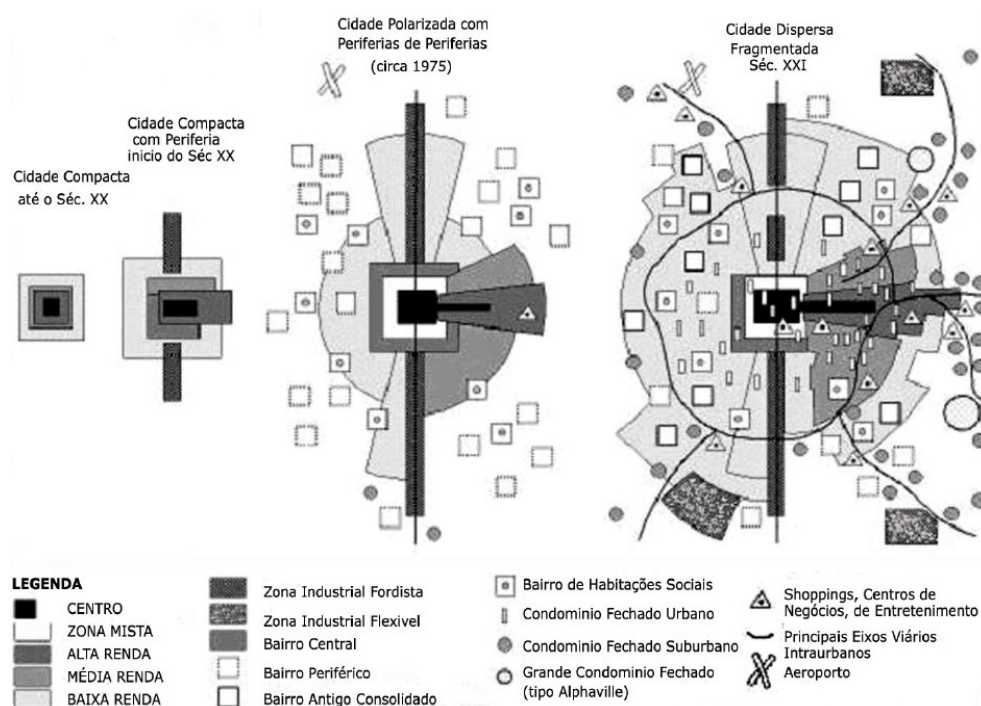 Cidade Polarizada com
Periferias de Periferias
(circa 1975)
Cidade Dispersa
Fragmentada
Séc. XXI
Cidade Compacta
com Periferia
inicio do Séc XX
Cidade Compacta
até o Séc. XX
LEGENDA
CENTRO
ZONA MISTA
ALTA RENDA
MÉDIA RENDA
BAIXA RENDA
Zona Industrial Fordista
Zona Industrial Flexivel
Bairro Central
Bairro Periférico
Bairro Antigo Consolidado
Bairro de Habitações Sociais
Condominio Fechado Urbano
Condominio Fechado Suburbano
Grande Condominio Fechado
(tipo Alphaville)
Shoppings, Centros de
Negócios, de Entretenimento
Principais Eixos Viários
Intraurbanos
Aeroporto